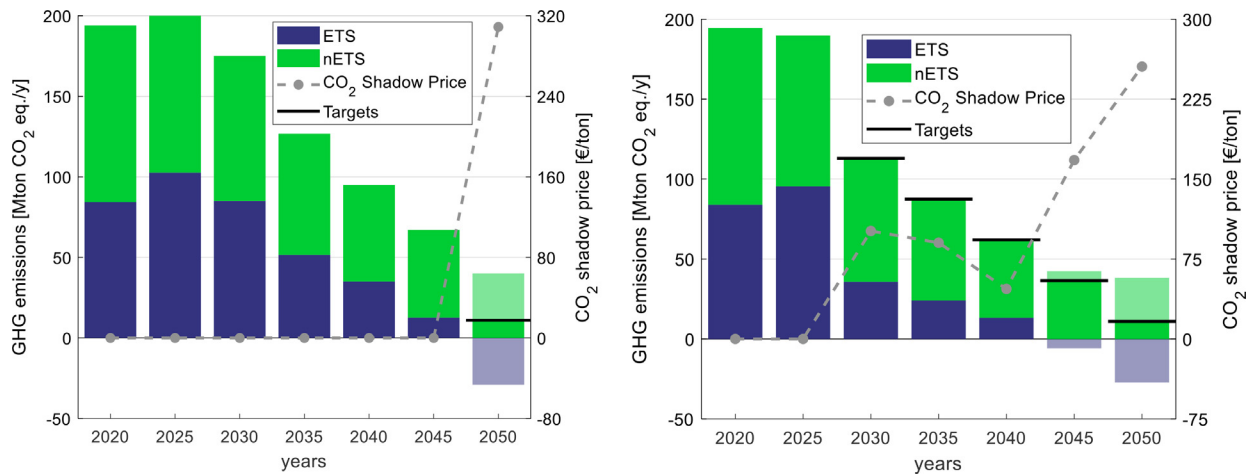 GHG emissions [Mton CO2 eq./y]
200
150
100
50
0
-50
ETS
nETS
CO2 Shadow Price
Targets
320
240
160
80
0
-80
CO2 shadow price [€/ton]
2020 2025 2030 2035 2040 2045 2050
years
GHG emissions [Mton CO2 eq./y]
200
150
100
50
0
-50
ETS
nETS
CO2 Shadow Price
Targets
300
225
150
75
0
-75
CO2 shadow price [€/ton]
2020 2025 2030 2035 2040 2045 2050
years